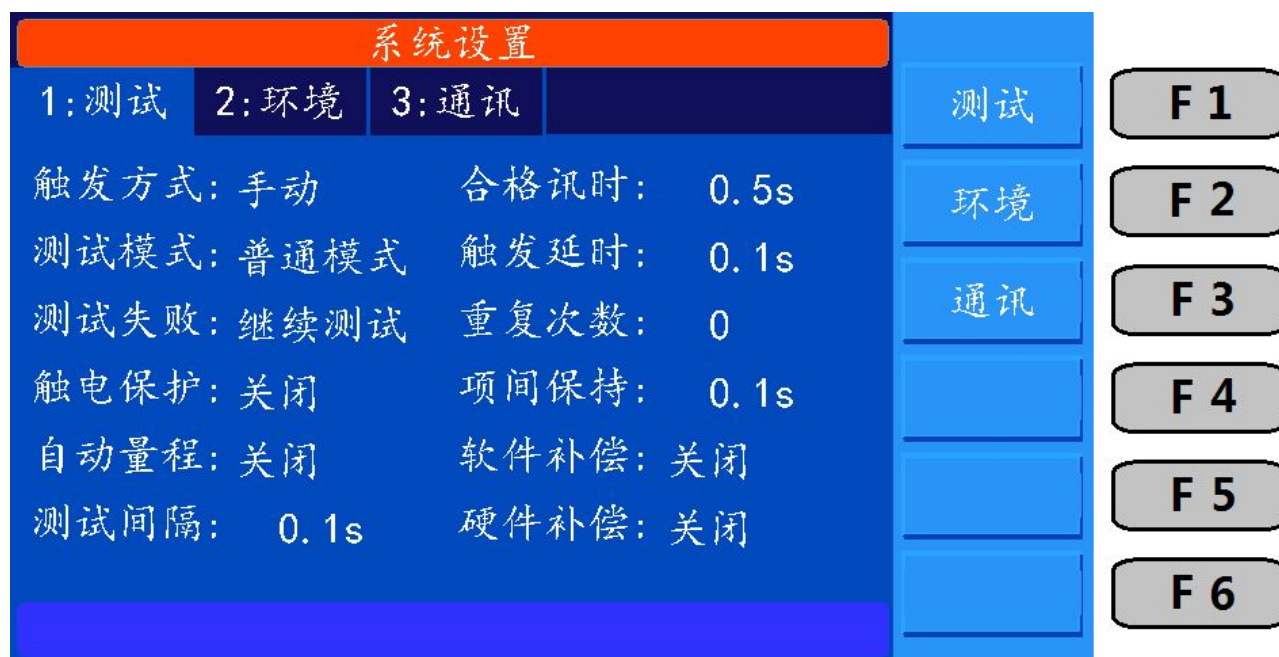 系统设置
1:测试 2:环境 3:通讯
触发方式: 手动 合格讯时: 0.5s
测试模式: 普通模式 触发延时: 0.1s
测试失败: 继续测试 重复次数: 0
触电保护: 关闭 项间保持: 0.1s
自动量程: 关闭 软件补偿: 关闭
测试间隔: 0.1s 硬件补偿: 关闭
测试 F1
环境 F2
通讯 F3
F4
F5
F6